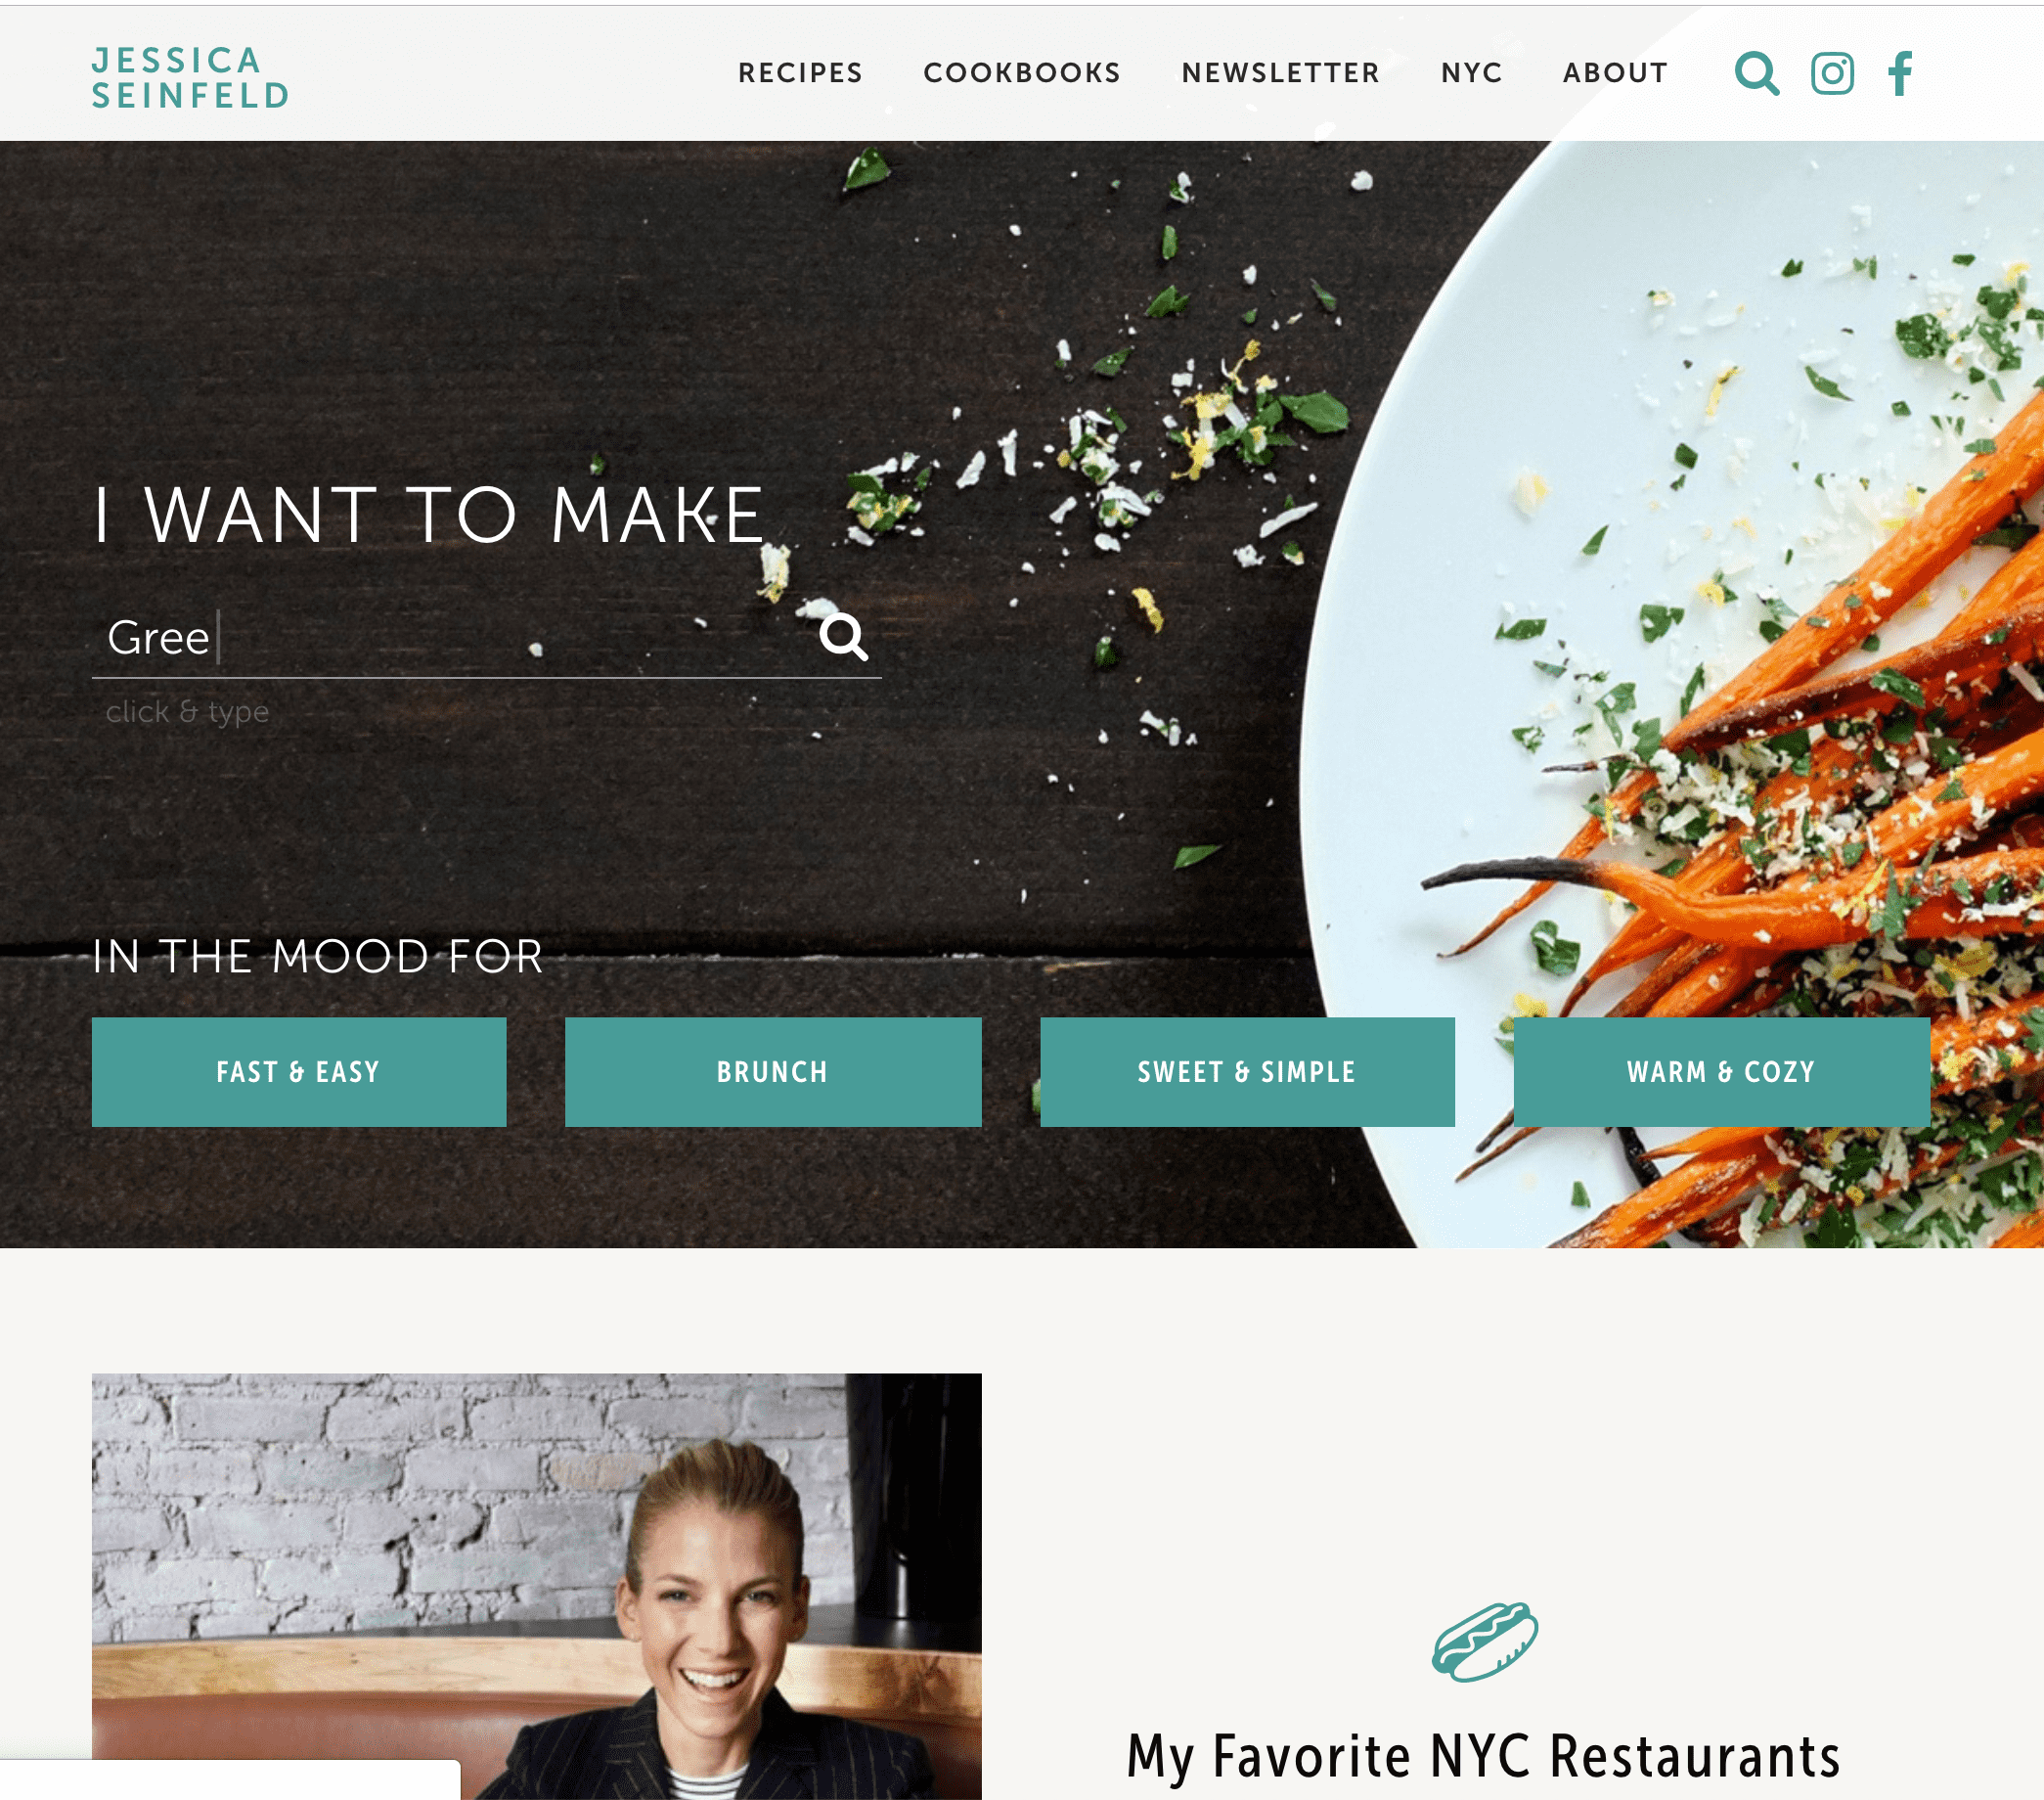 JESSICA
SEINFELD
RECIPES COOKBOOKS NEWSLETTER NYC ABOUT
I WANT TO MAKE
Gree
click & type
IN THE MOOD FOR
FAST & EASY BRUNCH SWEET & SIMPLE WARM & COZY
My Favorite NYC Restaurants